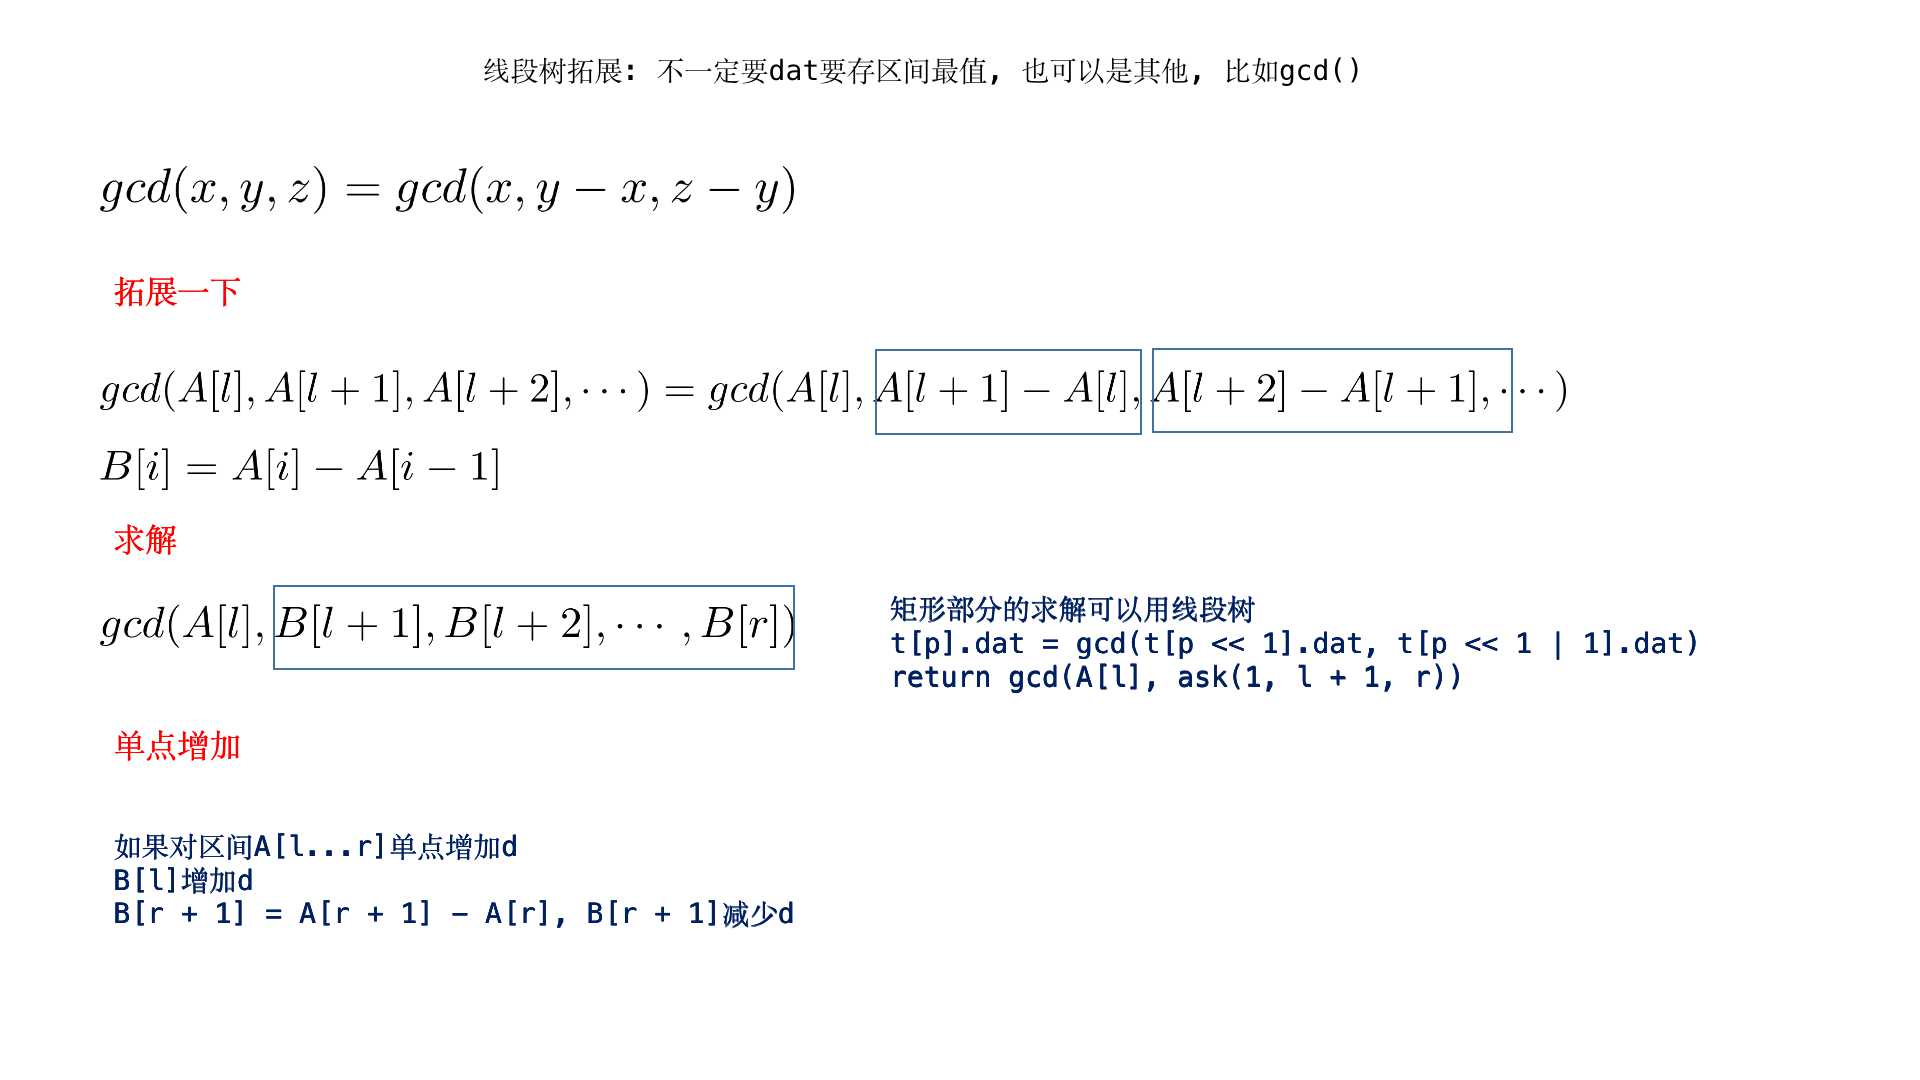 线段树拓展: 不一定要dat要存区间最值, 也可以是其他, 比如gcd()
gcd(x, y, z) = gcd(x, y − x, z − y)
拓展一下
gcd(A[l], A[l + 1], A[l + 2], · · · ) = gcd(A[l], A[l + 1] − A[l], A[l + 2] − A[l + 1], · · · )
B[i] = A[i] − A[i − 1]
求解
gcd(A[l], B[l + 1], B[l + 2], · · · , B[r])
矩形部分的求解可以用线段树
t[p].dat = gcd(t[p << 1].dat, t[p << 1 | 1].dat)
return gcd(A[l], ask(1, l + 1, r))
单点增加
如果对区间A[l...r]单点增加d
B[l]增加d
B[r + 1] = A[r + 1] − A[r], B[r + 1]减少d